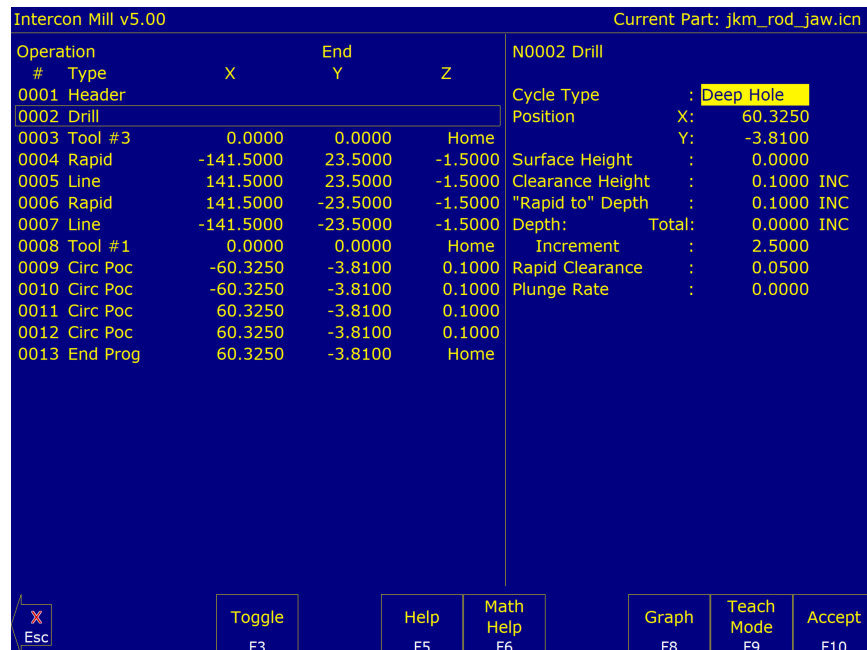 Intercon Mill v5.00 Current Part: jkm_rod_jaw.icn
Operation End
# Type X Y Z
0001 Header
0002 Drill
0003 Tool #3 0.0000 0.0000 Home
0004 Rapid -141.5000 23.5000 -1.5000
0005 Line 141.5000 23.5000 -1.5000
0006 Rapid 141.5000 -23.5000 -1.5000
0007 Line -141.5000 -23.5000 -1.5000
0008 Tool #1 0.0000 0.0000 Home
0009 Circ Poc -60.3250 -3.8100 0.1000
0010 Circ Poc -60.3250 -3.8100 0.1000
0011 Circ Poc 60.3250 -3.8100 0.1000
0012 Circ Poc 60.3250 -3.8100 0.1000
0013 End Prog 60.3250 -3.8100 Home
N0002 Drill
Cycle Type : Deep Hole
Position X: 60.3250
Y: -3.8100
Surface Height : 0.0000
Clearance Height : 0.1000 INC
"Rapid to" Depth : 0.1000 INC
Depth: Total: 0.0000 INC
Increment : 2.5000
Rapid Clearance : 0.0500
Plunge Rate : 0.0000
X
Esc
Toggle
F3
Help
F5
Math
Help
F6
Graph
F8
Teach
Mode
F9
Accept
F10